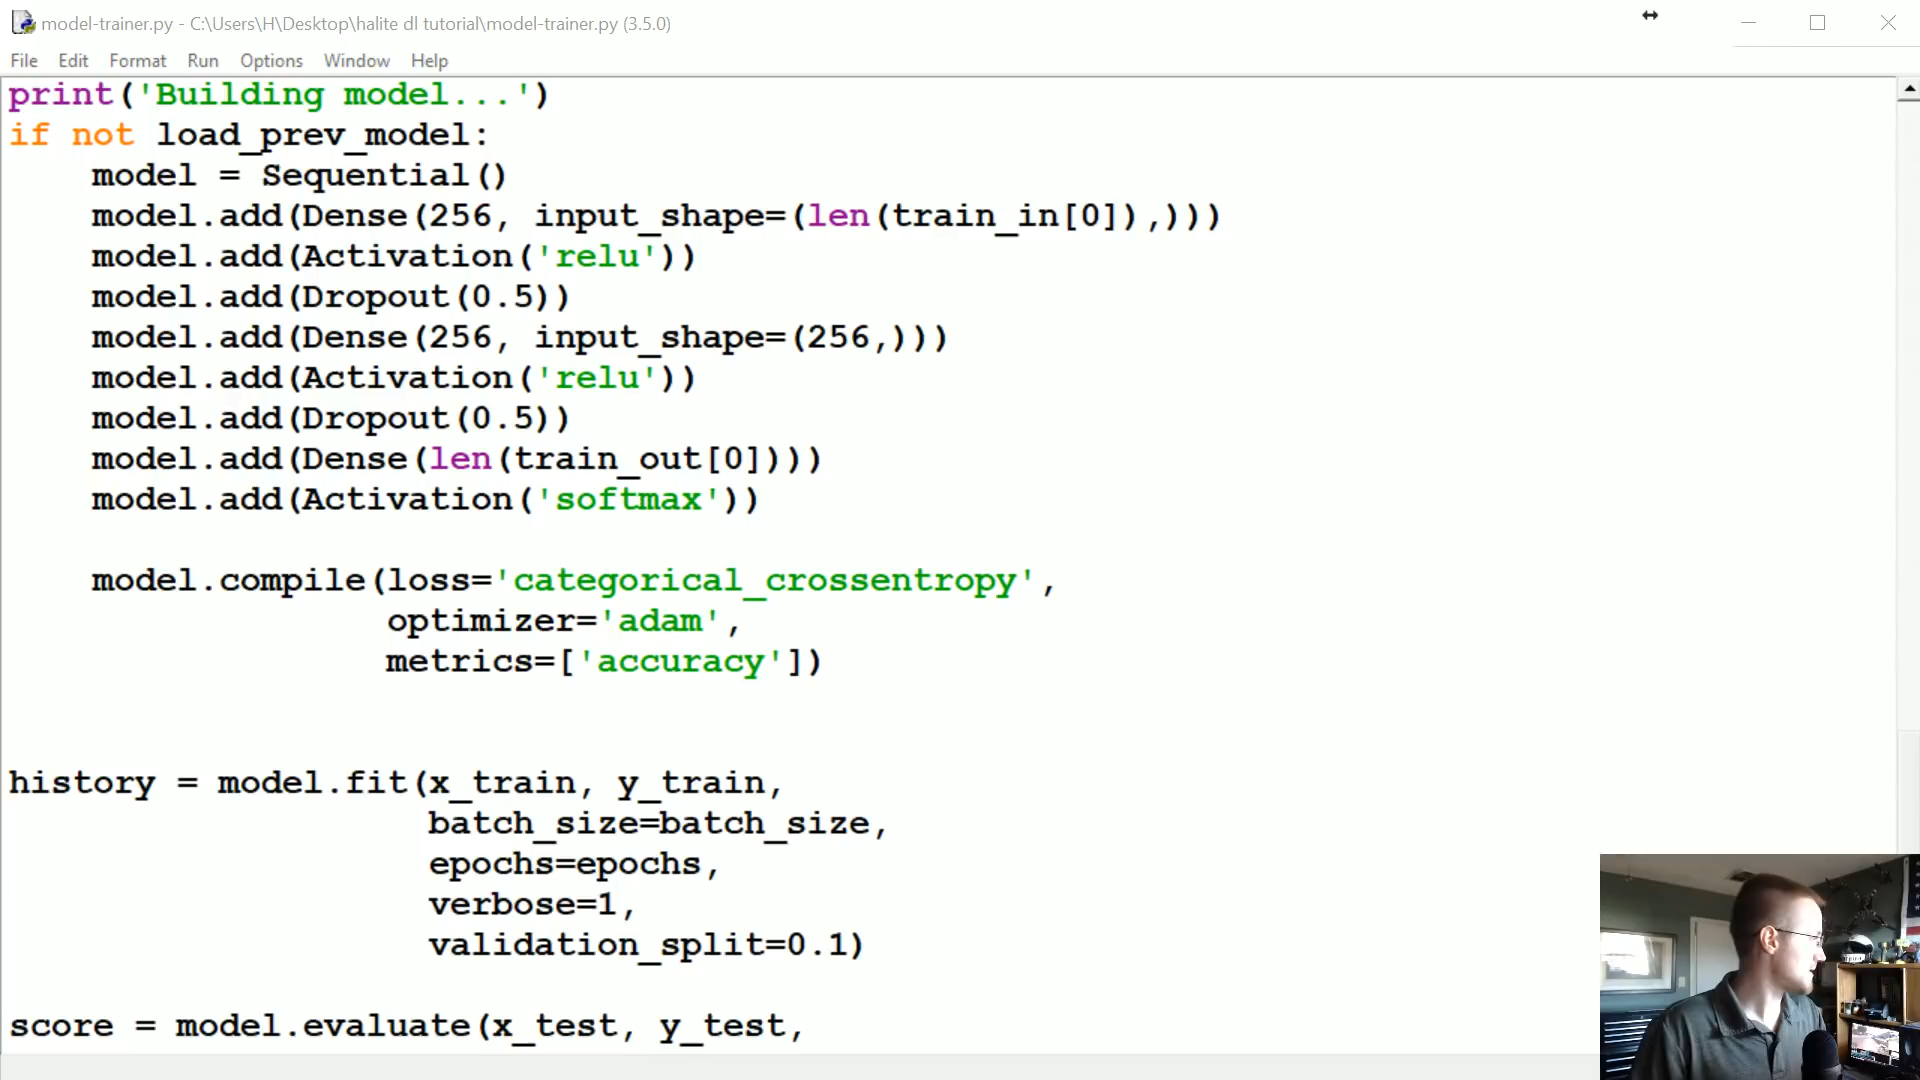 model-trainer.py - C:\Users\H\Desktop\halite dl tutorial\model-trainer.py (3.5.0)
File Edit Format Run Options Window Help
print('Building model...')
if not load_prev_model:
    model = Sequential()
    model.add(Dense(256, input_shape=(len(train_in[0]),)))
    model.add(Activation('relu'))
    model.add(Dropout(0.5))
    model.add(Dense(256, input_shape=(256,)))
    model.add(Activation('relu'))
    model.add(Dropout(0.5))
    model.add(Dense(len(train_out[0])))
    model.add(Activation('softmax'))
    model.compile(loss='categorical_crossentropy',
                  optimizer='adam',
                  metrics=['accuracy'])
history = model.fit(x_train, y_train,
                    batch_size=batch_size,
                    epochs=epochs,
                    verbose=1,
                    validation_split=0.1)
score = model.evaluate(x_test, y_test,